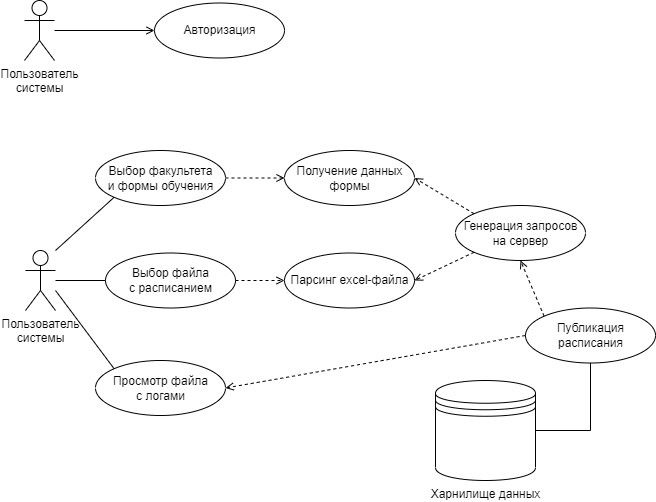 Авторизация
Пользователь
системы
Выбор факультета
и формы обучения
Получение данных
формы
Генерация запросов
на сервер
Выбор файла
с расписанием
Парсинг excel-файла
Пользователь
системы
Публикация
расписания
Просмотр файла
с логами
Харнилище данных